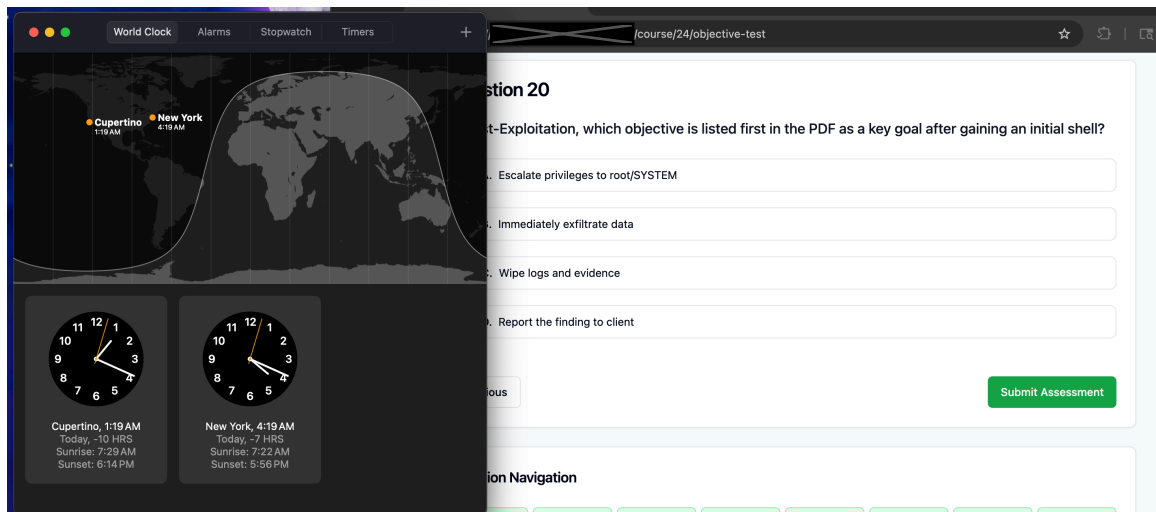 World Clock Alarms Stopwatch Timers
/course/24/objective-test
Cupertino
1:19 AM
New York
4:19 AM
12 1 2 3 4 5 6 7 8 9 10 11
12 1 2 3 4 5 6 7 8 9 10 11
Cupertino, 1:19 AM
Today, -10 HRS
Sunrise: 7:29 AM
Sunset: 6:14 PM
New York, 4:19 AM
Today, -7 HRS
Sunrise: 7:22 AM
Sunset: 5:56 PM
20
-Exploitation, which objective is listed first in the PDF as a key goal after gaining an initial shell?
Escalate privileges to root/SYSTEM
Immediately exfiltrate data
Wipe logs and evidence
Report the finding to client
Submit Assessment
Navigation